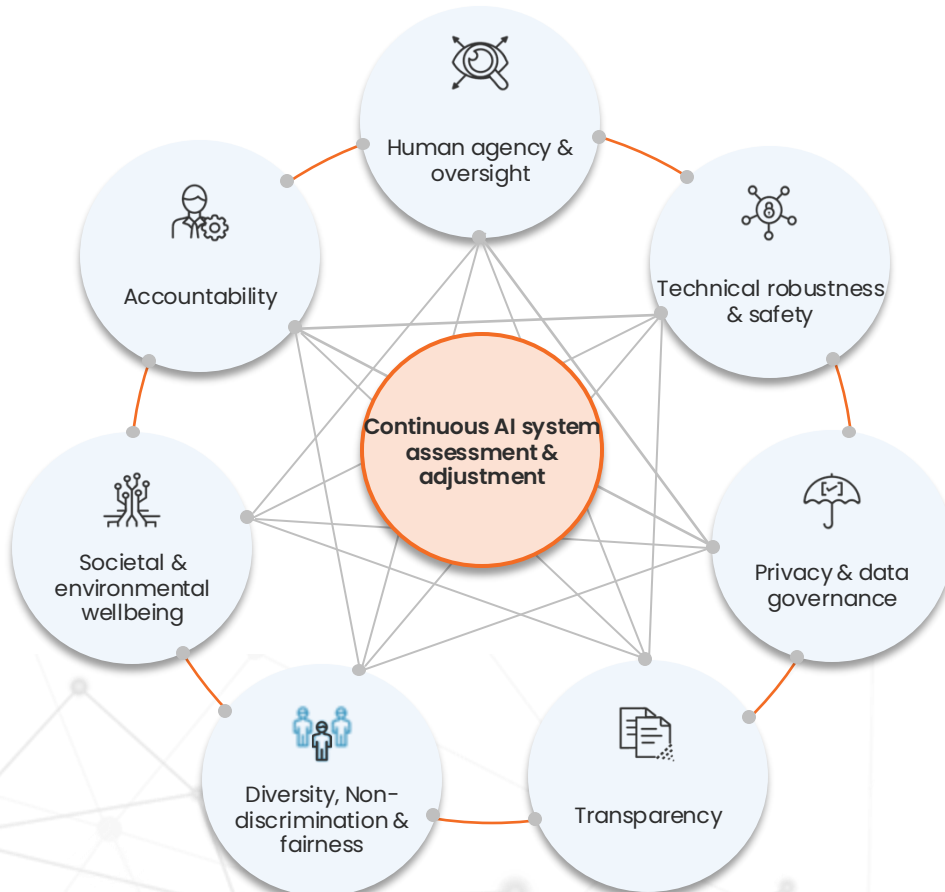 Human agency &
oversight
Technical robustness
& safety
Privacy & data
governance
Transparency
Diversity, Non-
discrimination &
fairness
Societal &
environmental
wellbeing
Accountability
Continuous AI system
assessment &
adjustment